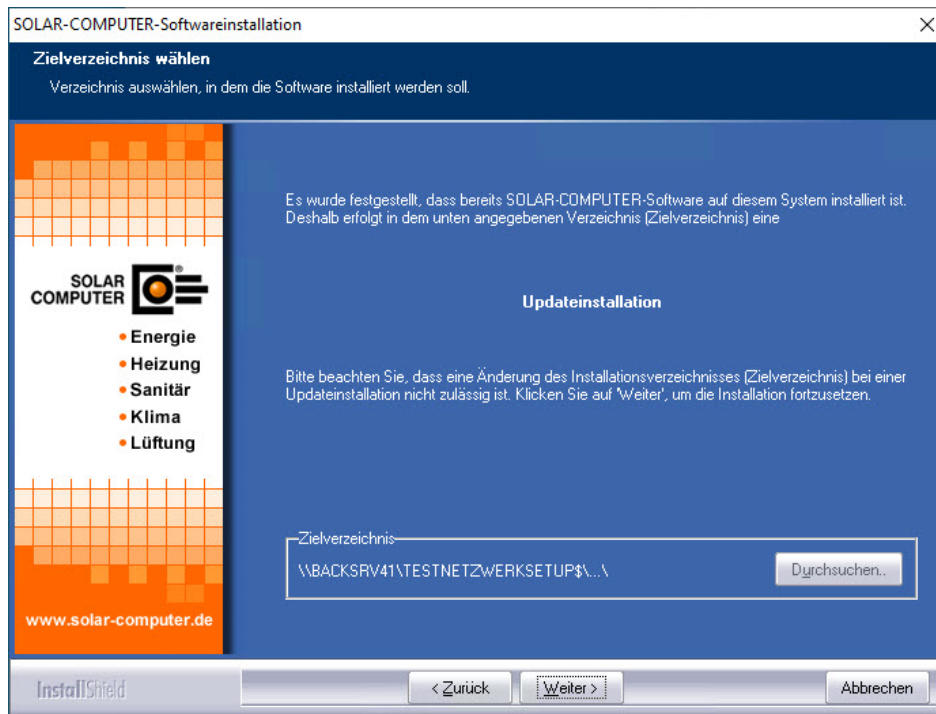 SOLAR-COMPUTER-Softwareinstallation
Zielverzeichnis wählen
Verzeichnis auswählen, in dem die Software installiert werden soll.
SOLAR
COMPUTER
®
• Energie
• Heizung
• Sanitär
• Klima
• Lüftung
www.solar-computer.de
Es wurde festgestellt, dass bereits SOLAR-COMPUTER-Software auf diesem System installiert ist.
Deshalb erfolgt in dem unten angegebenen Verzeichnis (Zielverzeichnis) eine
Updateinstallation
Bitte beachten Sie, dass eine Änderung des Installationsverzeichnisses (Zielverzeichnis) bei einer
Updateinstallation nicht zulässig ist. Klicken Sie auf 'Weiter', um die Installation fortzusetzen.
Zielverzeichnis
\\BACKSRV41\TESTNETZWERKSETUP$\...\
Durchsuchen..
InstallShield
< Zurück
Weiter >
Abbrechen